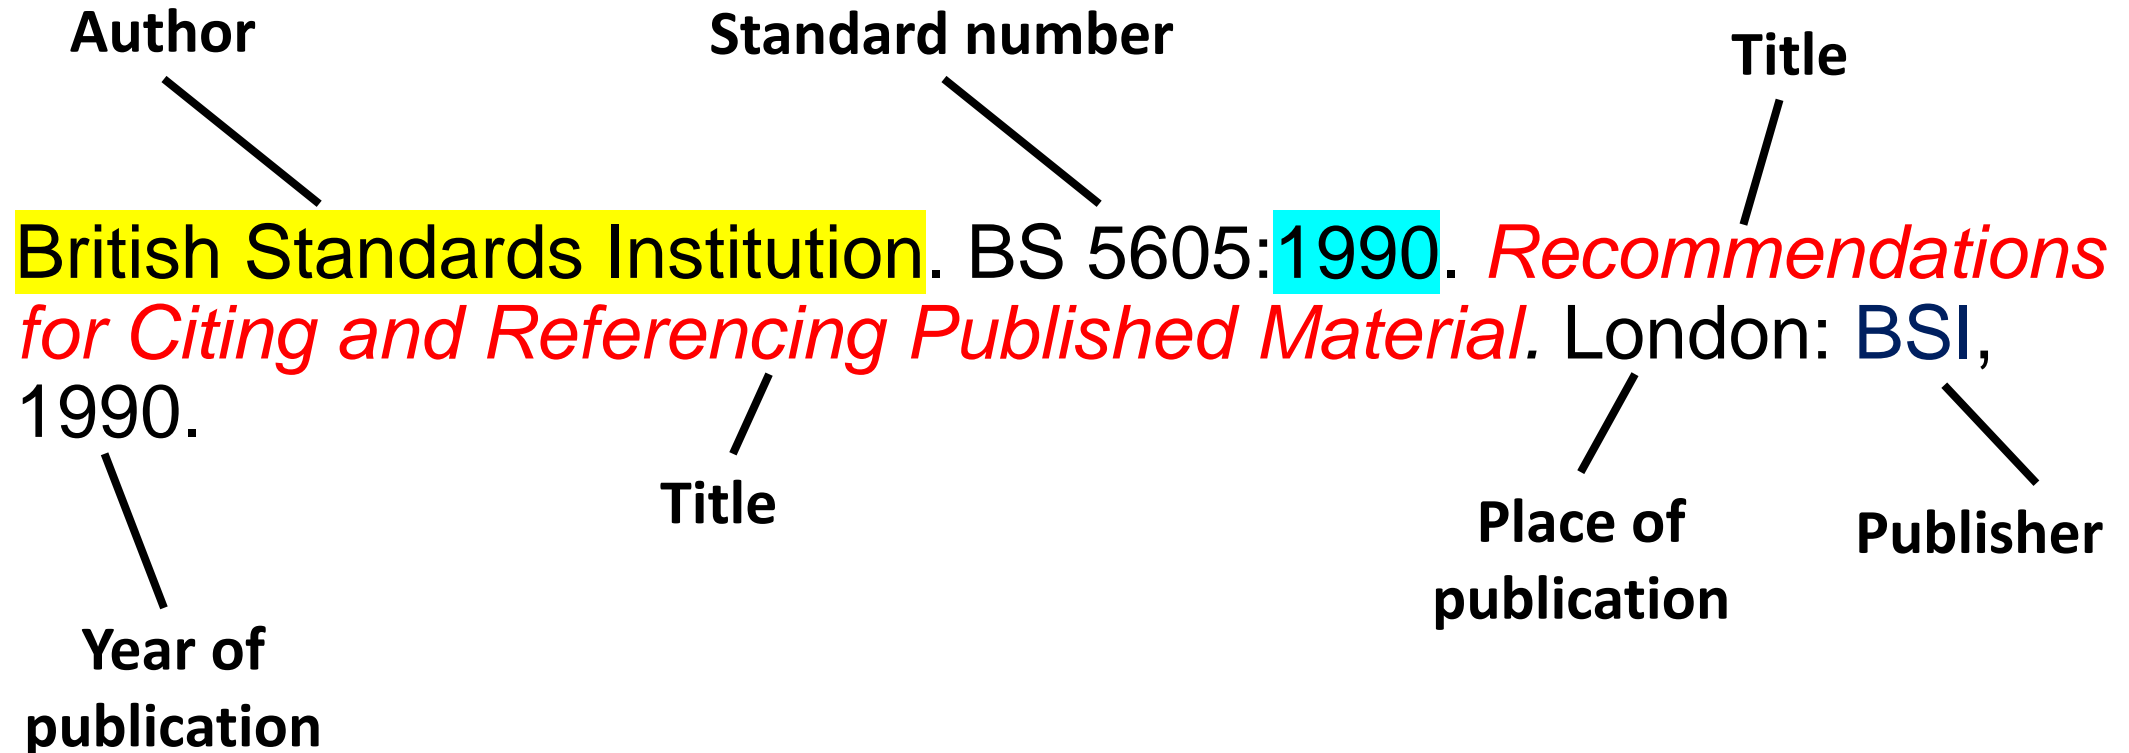 Author
Standard number
Title
British Standards Institution. BS 5605:1990. Recommendations
for Citing and Referencing Published Material. London: BSI,
1990.
Title
Place of
publication
Publisher
Year of
publication